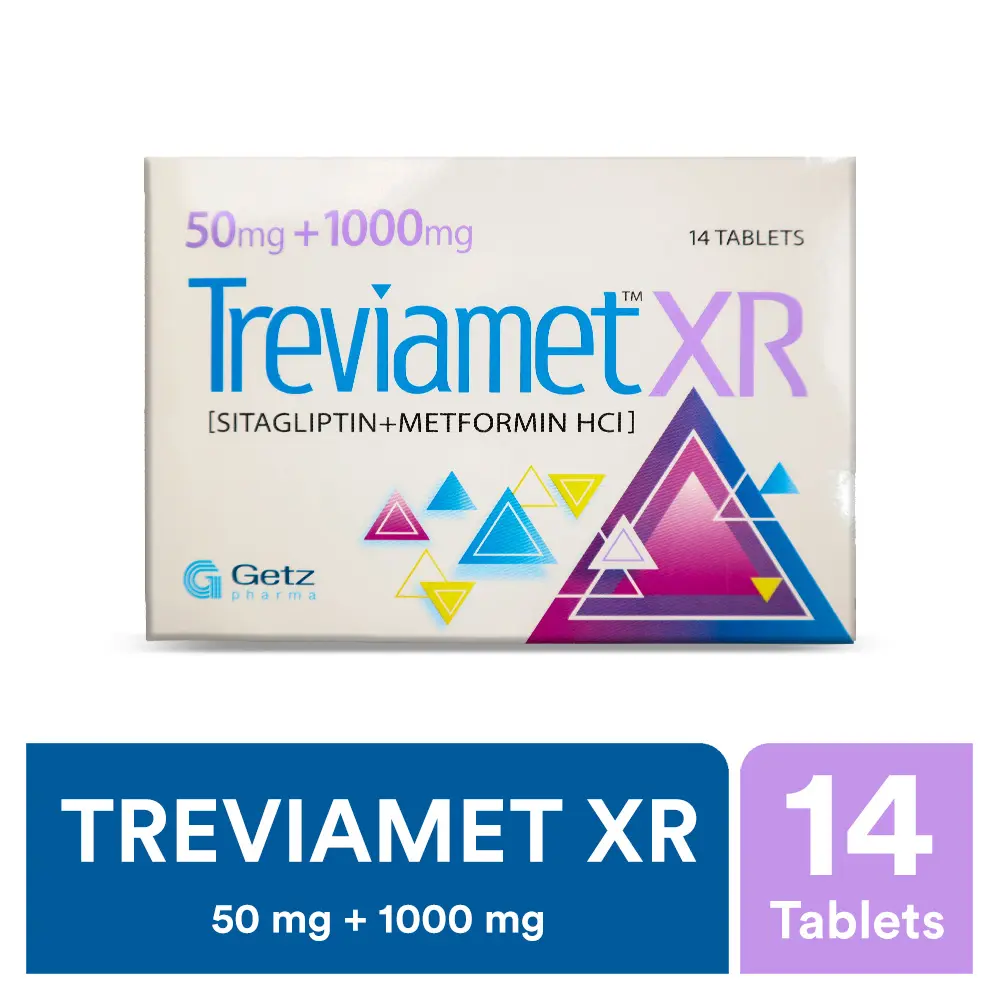 50mg + 1000mg
14 TABLETS
Treviamet™ XR
[SITAGLIPTIN+METFORMIN HCl]
Getz
pharma
TREVIAMET XR
50 mg + 1000 mg
14
Tablets